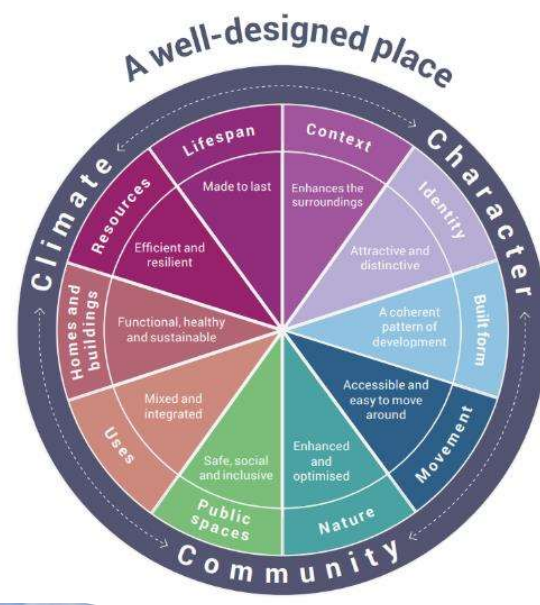 A well-designed place
Climate
Character
Community
Context
Enhances the
surroundings
Identity
Attractive and
distinctive
Built form
A coherent
pattern of
development
Movement
Accessible and
easy to move
around
Nature
Enhanced
and
optimised
Public
spaces
Safe, social
and inclusive
Uses
Mixed and
integrated
Homes and
buildings
Functional, healthy
and sustainable
Resources
Efficient and
resilient
Lifespan
Made to last